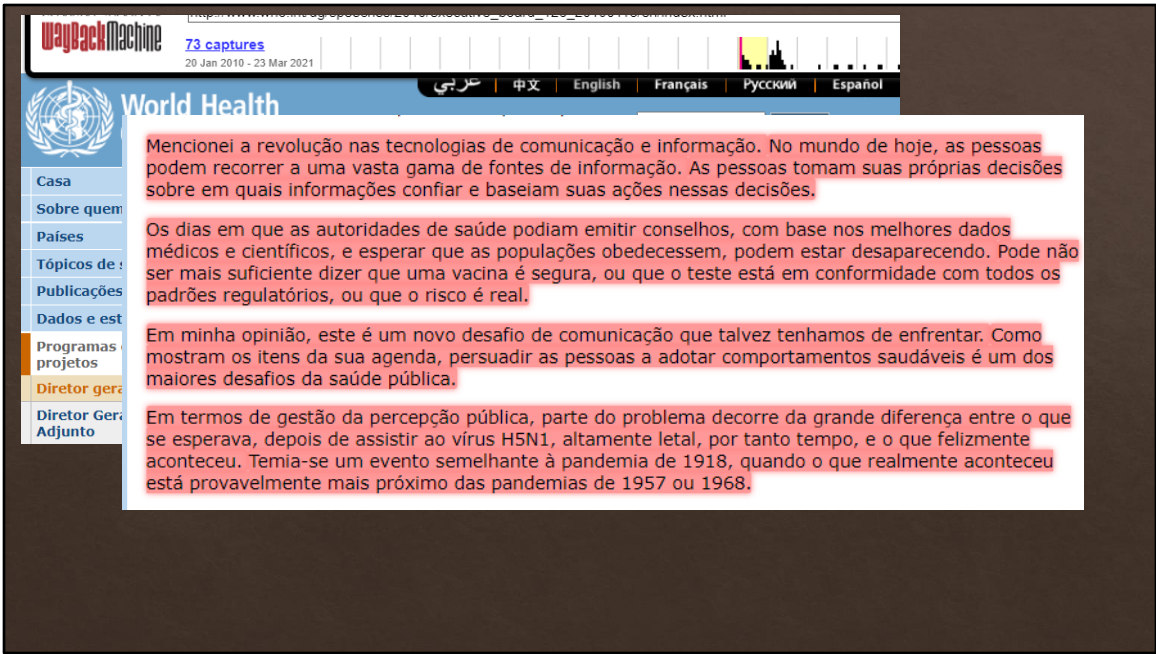 WayBackMachine
73 captures
20 Jan 2010 - 23 Mar 2021
عربي | 中文 | English | Français | Русский | Español
World Health
Casa
Sobre quem
Países
Tópicos de
Publicações
Dados e est
Programas
projetos
Diretor gera
Diretor Gera
Adjunto
Mencionei a revolução nas tecnologias de comunicação e informação. No mundo de hoje, as pessoas
podem recorrer a uma vasta gama de fontes de informação. As pessoas tomam suas próprias decisões
sobre em quais informações confiar e baseiam suas ações nessas decisões.
Os dias em que as autoridades de saúde podiam emitir conselhos, com base nos melhores dados
médicos e científicos, e esperar que as populações obedecessem, podem estar desaparecendo. Pode não
ser mais suficiente dizer que uma vacina é segura, ou que o teste está em conformidade com todos os
padrões regulatórios, ou que o risco é real.
Em minha opinião, este é um novo desafio de comunicação que talvez tenhamos de enfrentar. Como
mostram os itens da sua agenda, persuadir as pessoas a adotar comportamentos saudáveis é um dos
maiores desafios da saúde pública.
Em termos de gestão da percepção pública, parte do problema decorre da grande diferença entre o que
se esperava, depois de assistir ao vírus H5N1, altamente letal, por tanto tempo, e o que felizmente
aconteceu. Temia-se um evento semelhante à pandemia de 1918, quando o que realmente aconteceu
está provavelmente mais próximo das pandemias de 1957 ou 1968.